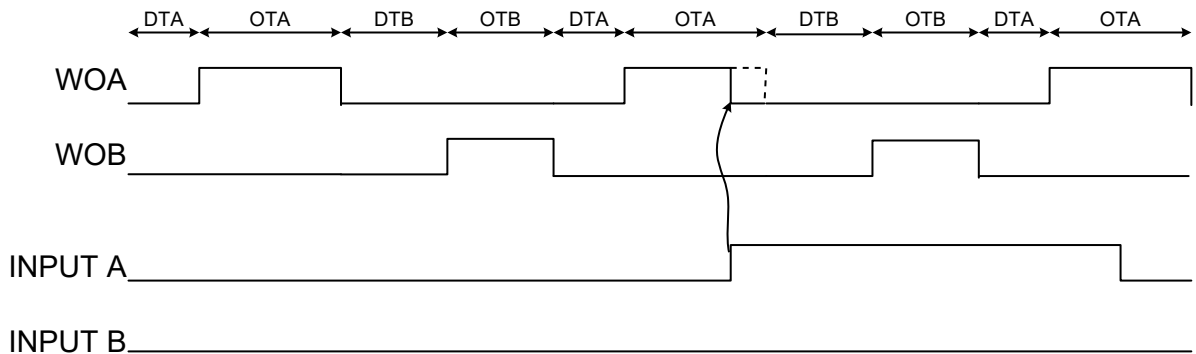 DTA OTA DTB OTB DTA OTA DTB OTB DTA OTA
WOA
WOB
INPUT A
INPUT B